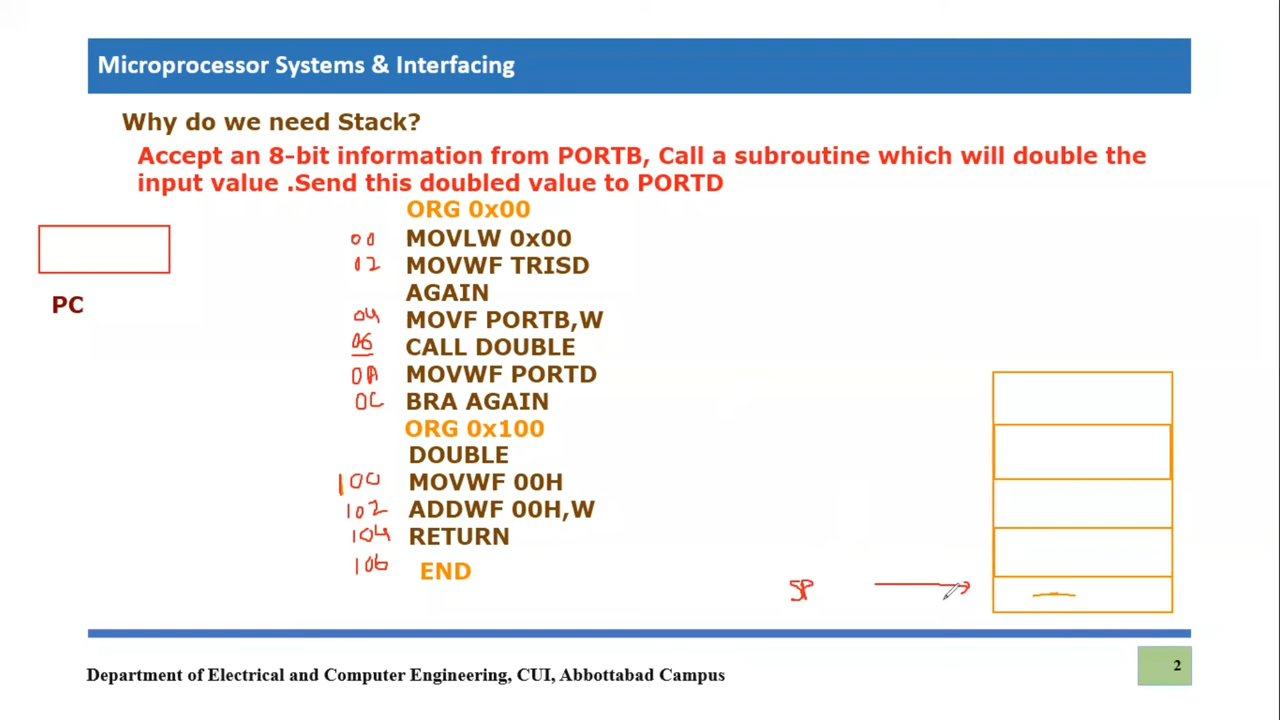 Microprocessor Systems & Interfacing
Why do we need Stack?
Accept an 8-bit information from PORTB, Call a subroutine which will double the
input value .Send this doubled value to PORTD
ORG 0x00
00 MOVLW 0x00
02 MOVWF TRISD
AGAIN
04 MOVF PORTB,W
06 CALL DOUBLE
0A MOVWF PORTD
0C BRA AGAIN
ORG 0x100
DOUBLE
100 MOVWF 00H
102 ADDWF 00H,W
104 RETURN
106 END
PC
SP
Department of Electrical and Computer Engineering, CUI, Abbottabad Campus
2